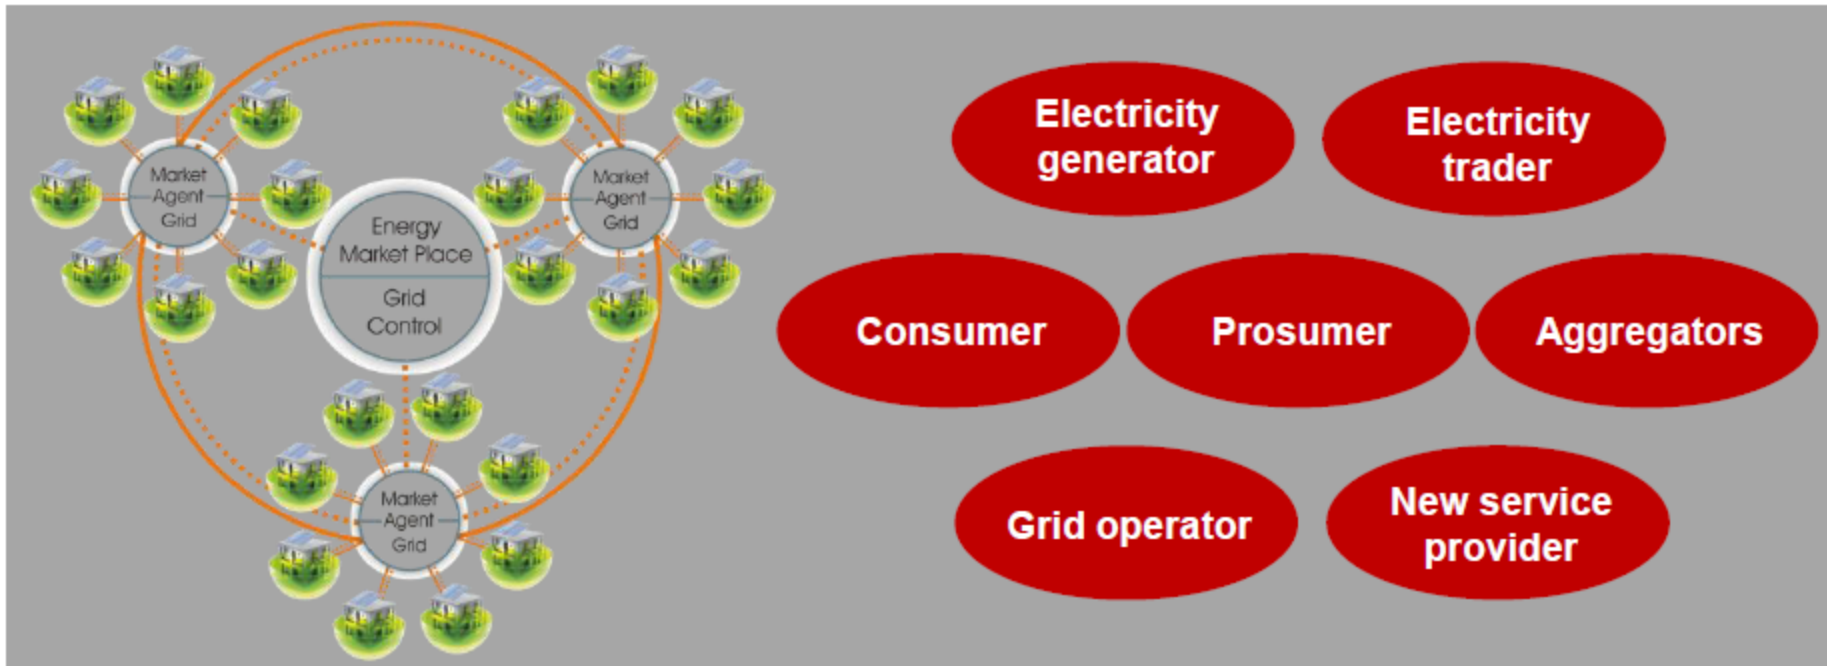 Market
Agent
Grid
Energy
Market Place
Grid
Control
Market
Agent
Grid
Market
Agent
Grid
Electricity
generator
Electricity
trader
Consumer
Prosumer
Aggregators
Grid operator
New service
provider